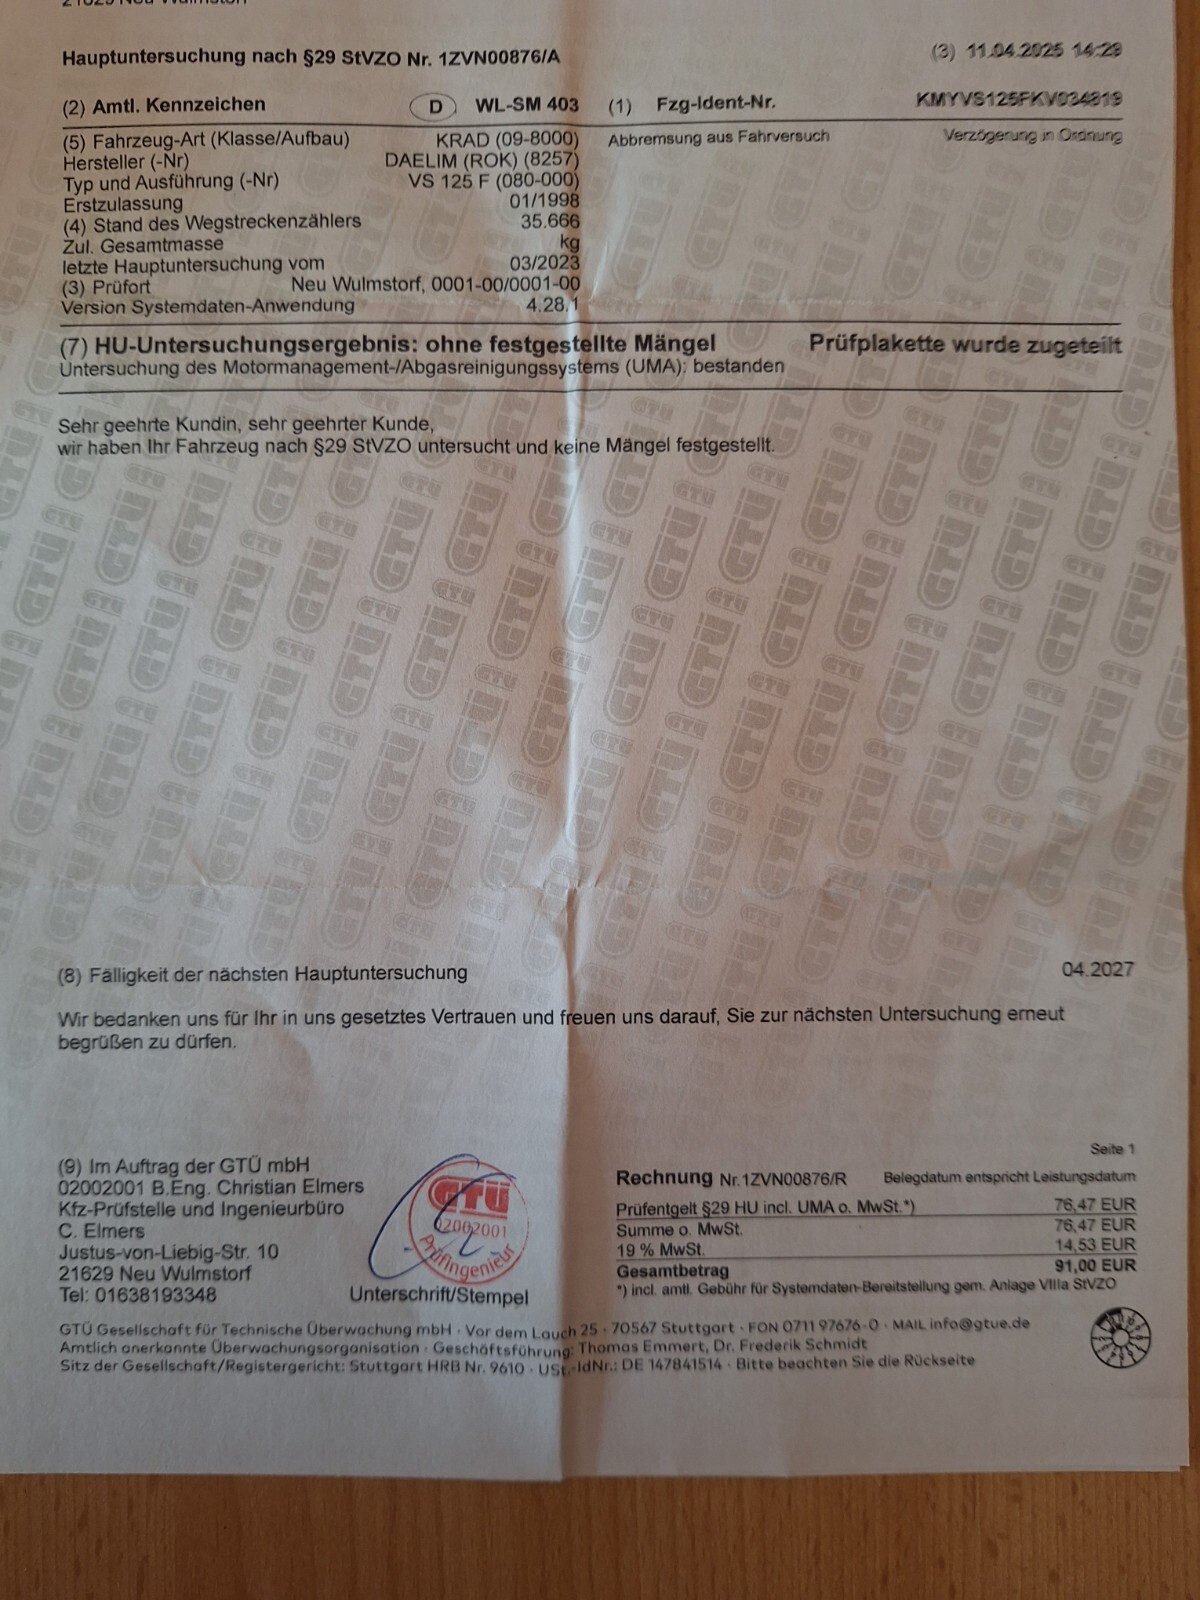 21629 Neu Wulmstorf
Hauptuntersuchung nach §29 StVZO Nr. 1ZVN00876/A (3) 11.04.2025 14:29
(2) Amtl. Kennzeichen D WL-SM 403 (1) Fzg-Ident-Nr. KMYVS125FKV034819
(5) Fahrzeug-Art (Klasse/Aufbau) KRAD (09-8000) Abbremsung aus Fahrversuch Verzögerung in Ordnung
Hersteller (-Nr) DAELIM (ROK) (8257)
Typ und Ausführung (-Nr) VS 125 F (080-000)
Erstzulassung 01/1998
(4) Stand des Wegstreckenzählers 35.666
Zul. Gesamtmasse kg
letzte Hauptuntersuchung vom 03/2023
(3) Prüfort Neu Wulmstorf, 0001-00/0001-00
Version Systemdaten-Anwendung 4.28.1
(7) HU-Untersuchungsergebnis: ohne festgestellte Mängel Prüfplakette wurde zugeteilt
Untersuchung des Motormanagement-/Abgasreinigungssystems (UMA): bestanden
Sehr geehrte Kundin, sehr geehrter Kunde,
wir haben Ihr Fahrzeug nach §29 StVZO untersucht und keine Mängel festgestellt.
(8) Fälligkeit der nächsten Hauptuntersuchung 04.2027
Wir bedanken uns für Ihr in uns gesetztes Vertrauen und freuen uns darauf, Sie zur nächsten Untersuchung erneut
begrüßen zu dürfen.
Seite 1
(9) Im Auftrag der GTÜ mbH
02002001 B.Eng. Christian Elmers
Kfz-Prüfstelle und Ingenieurbüro
C. Elmers
Justus-von-Liebig-Str. 10
21629 Neu Wulmstorf
Tel: 01638193348
GTÜ
02002001
Prüfingenieur
Unterschrift/Stempel
Rechnung Nr.1ZVN00876/R Belegdatum entspricht Leistungsdatum
Prüfentgelt §29 HU incl. UMA o. MwSt.*) 76,47 EUR
Summe o. MwSt. 76,47 EUR
19 % MwSt. 14,53 EUR
Gesamtbetrag 91,00 EUR
*) incl. amtl. Gebühr für Systemdaten-Bereitstellung gem. Anlage VIIIa StVZO
GTÜ Gesellschaft für Technische Überwachung mbH · Vor dem Lauch 25 · 70567 Stuttgart · FON 0711 97676-0 · MAIL info@gtue.de
Amtlich anerkannte Überwachungsorganisation · Geschäftsführung: Thomas Emmert, Dr. Frederik Schmidt
Sitz der Gesellschaft/Registergericht: Stuttgart HRB Nr. 9610 · USt.-IdNr.: DE 147841514 · Bitte beachten Sie die Rückseite